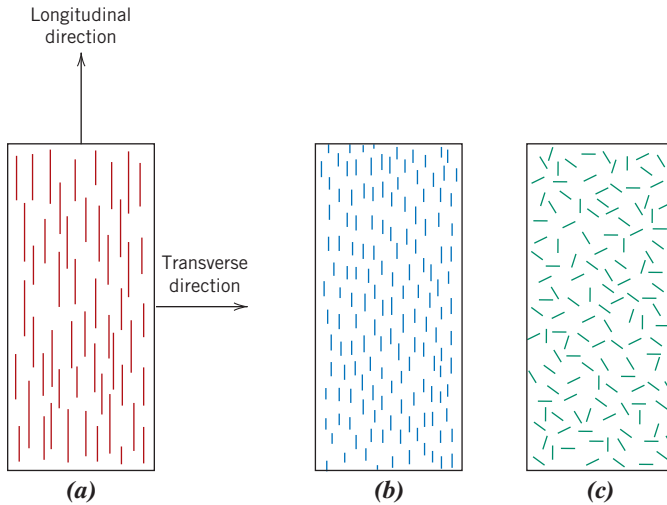 Longitudinal
direction
Transverse
direction
(a)
(b)
(c)